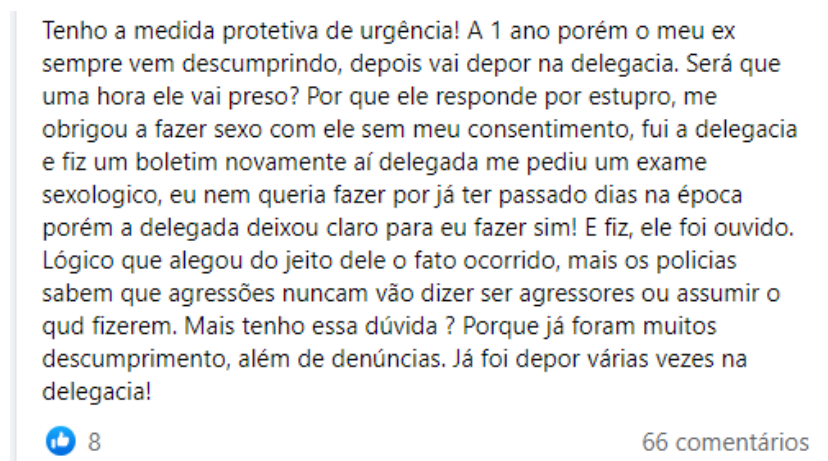 Tenho a medida protetiva de urgência! A 1 ano porém o meu ex
sempre vem descumprindo, depois vai depor na delegacia. Será que
uma hora ele vai preso? Por que ele responde por estupro, me
obrigou a fazer sexo com ele sem meu consentimento, fui a delegacia
e fiz um boletim novamente aí delegada me pediu um exame
sexologico, eu nem queria fazer por já ter passado dias na época
porém a delegada deixou claro para eu fazer sim! E fiz, ele foi ouvido.
Lógico que alegou do jeito dele o fato ocorrido, mais os policias
sabem que agressões nuncam vão dizer ser agressores ou assumir o
qud fizerem. Mais tenho essa dúvida ? Porque já foram muitos
descumprimento, além de denúncias. Já foi depor várias vezes na
delegacia!
8 66 comentários